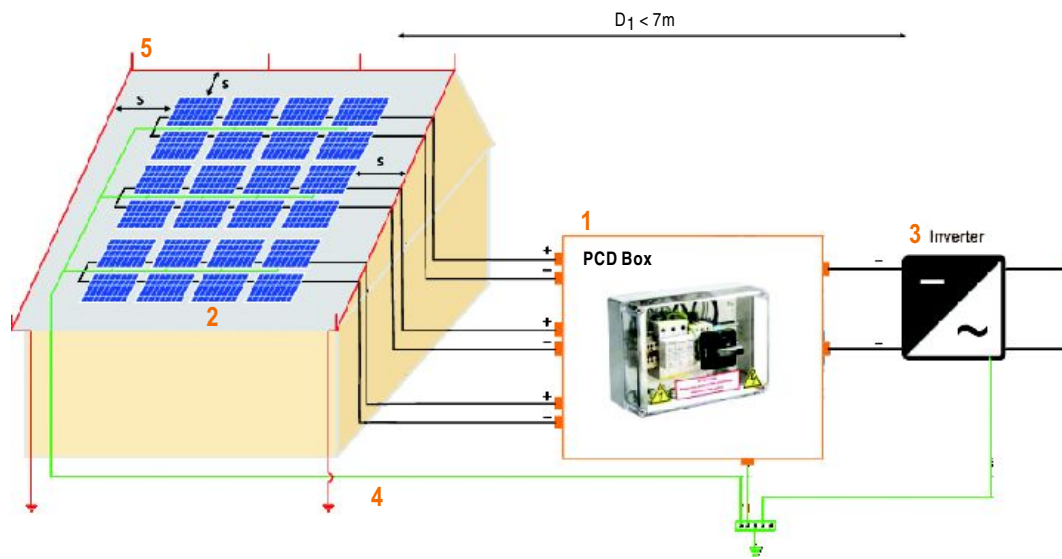 D1 < 7m
5
s
s
s
1
3 Inverter
PCD Box
+
–
+
–
+
–
–
–
2
4